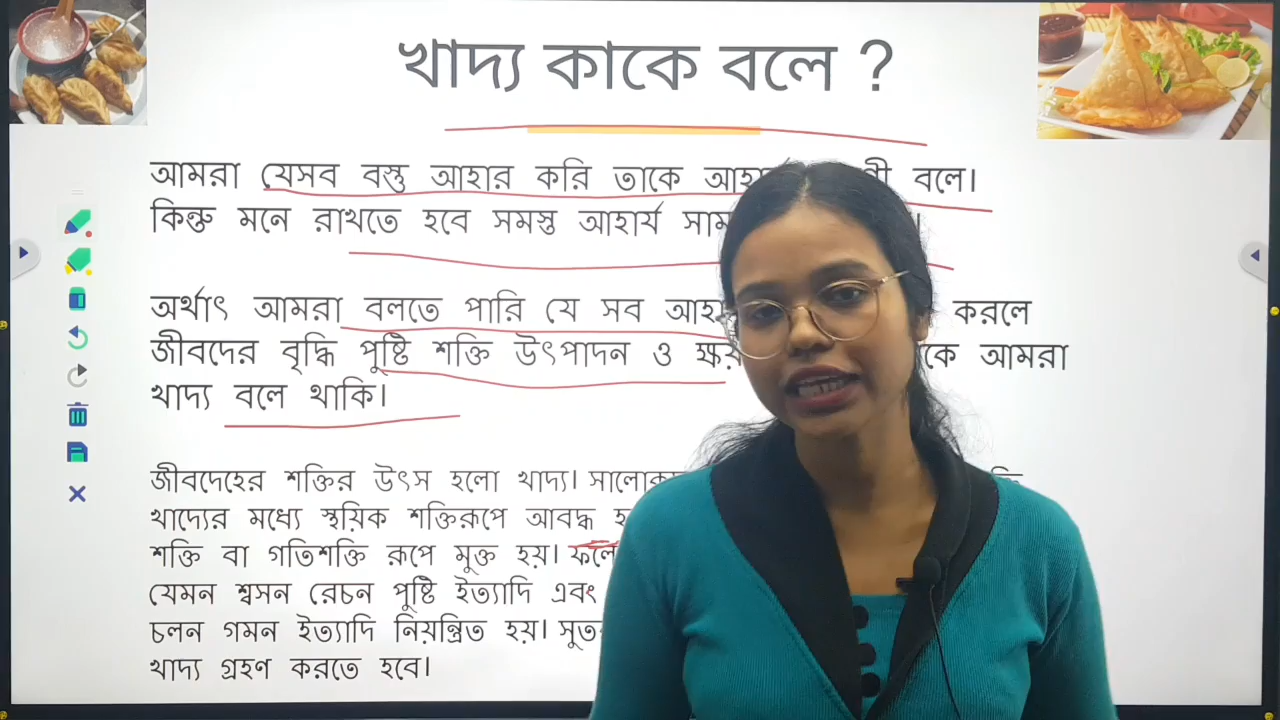 খাদ্য কাকে বলে ?
আমরা যেসব বস্তু আহার করি তাকে বলে।
কিন্তু মনে রাখতে হবে সমস্ত আহার্য
অর্থাৎ আমরা বলতে পারি যে সব করলে
জীবদের বৃদ্ধি পুষ্টি শক্তি উৎপাদন ও আমরা
খাদ্য বলে থাকি।
জীবদেহের শক্তির উৎস হলো খাদ্য।
খাদ্যের মধ্যে স্থয়িক শক্তিরূপে আবদ্ধ
শক্তি বা গতিশক্তি রূপে মুক্ত হয়। ফলে
যেমন শ্বসন রেচন পুষ্টি ইত্যাদি এবং
চলন গমন ইত্যাদি নিয়ন্ত্রিত হয়।
খাদ্য গ্রহণ করতে হবে।